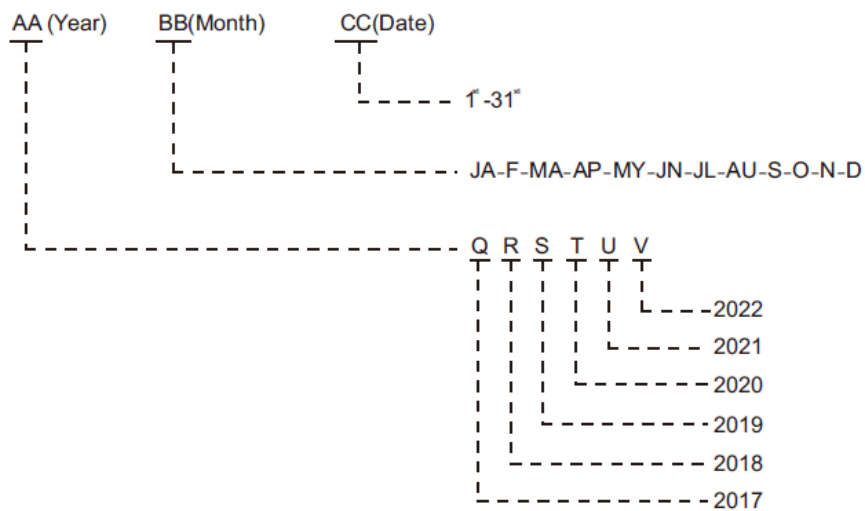 AA (Year) BB(Month) CC(Date)
1st-31st
JA-F-MA-AP-MY-JN-JL-AU-S-O-N-D
Q R S T U V
2022
2021
2020
2019
2018
2017